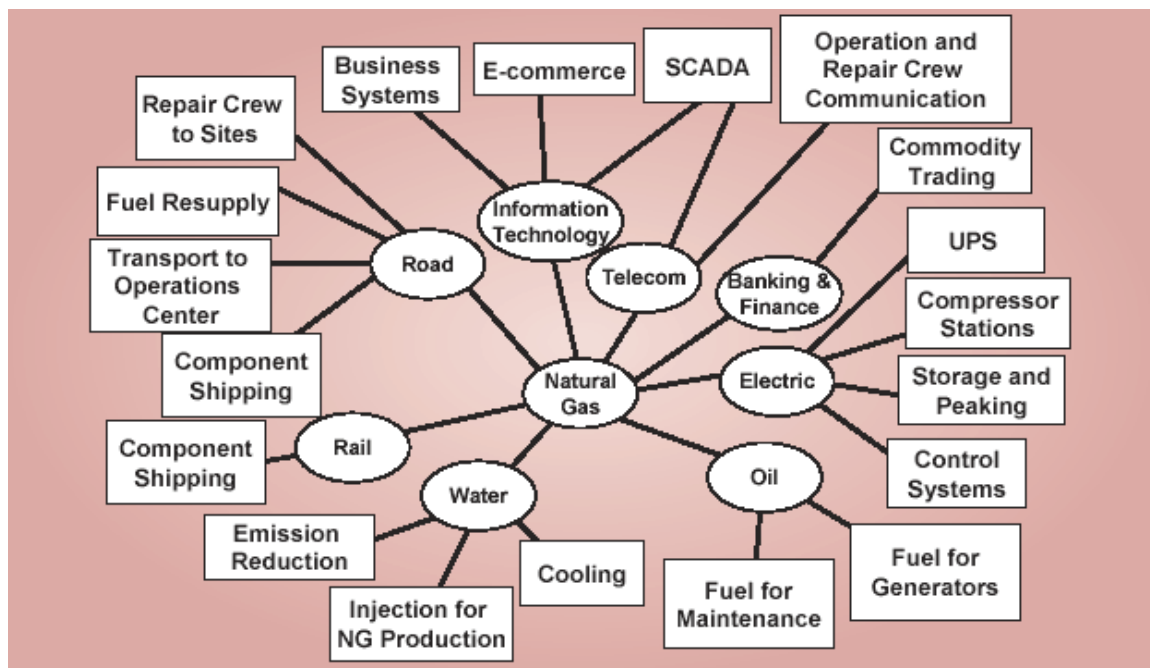 Business
Systems
E-commerce
SCADA
Operation and
Repair Crew
Communication
Repair Crew
to Sites
Commodity
Trading
Fuel Resupply
Information
Technology
UPS
Transport to
Operations
Center
Road
Telecom
Banking &
Finance
Compressor
Stations
Component
Shipping
Natural
Gas
Electric
Storage and
Peaking
Component
Shipping
Rail
Water
Oil
Control
Systems
Emission
Reduction
Cooling
Fuel for
Generators
Injection for
NG Production
Fuel for
Maintenance